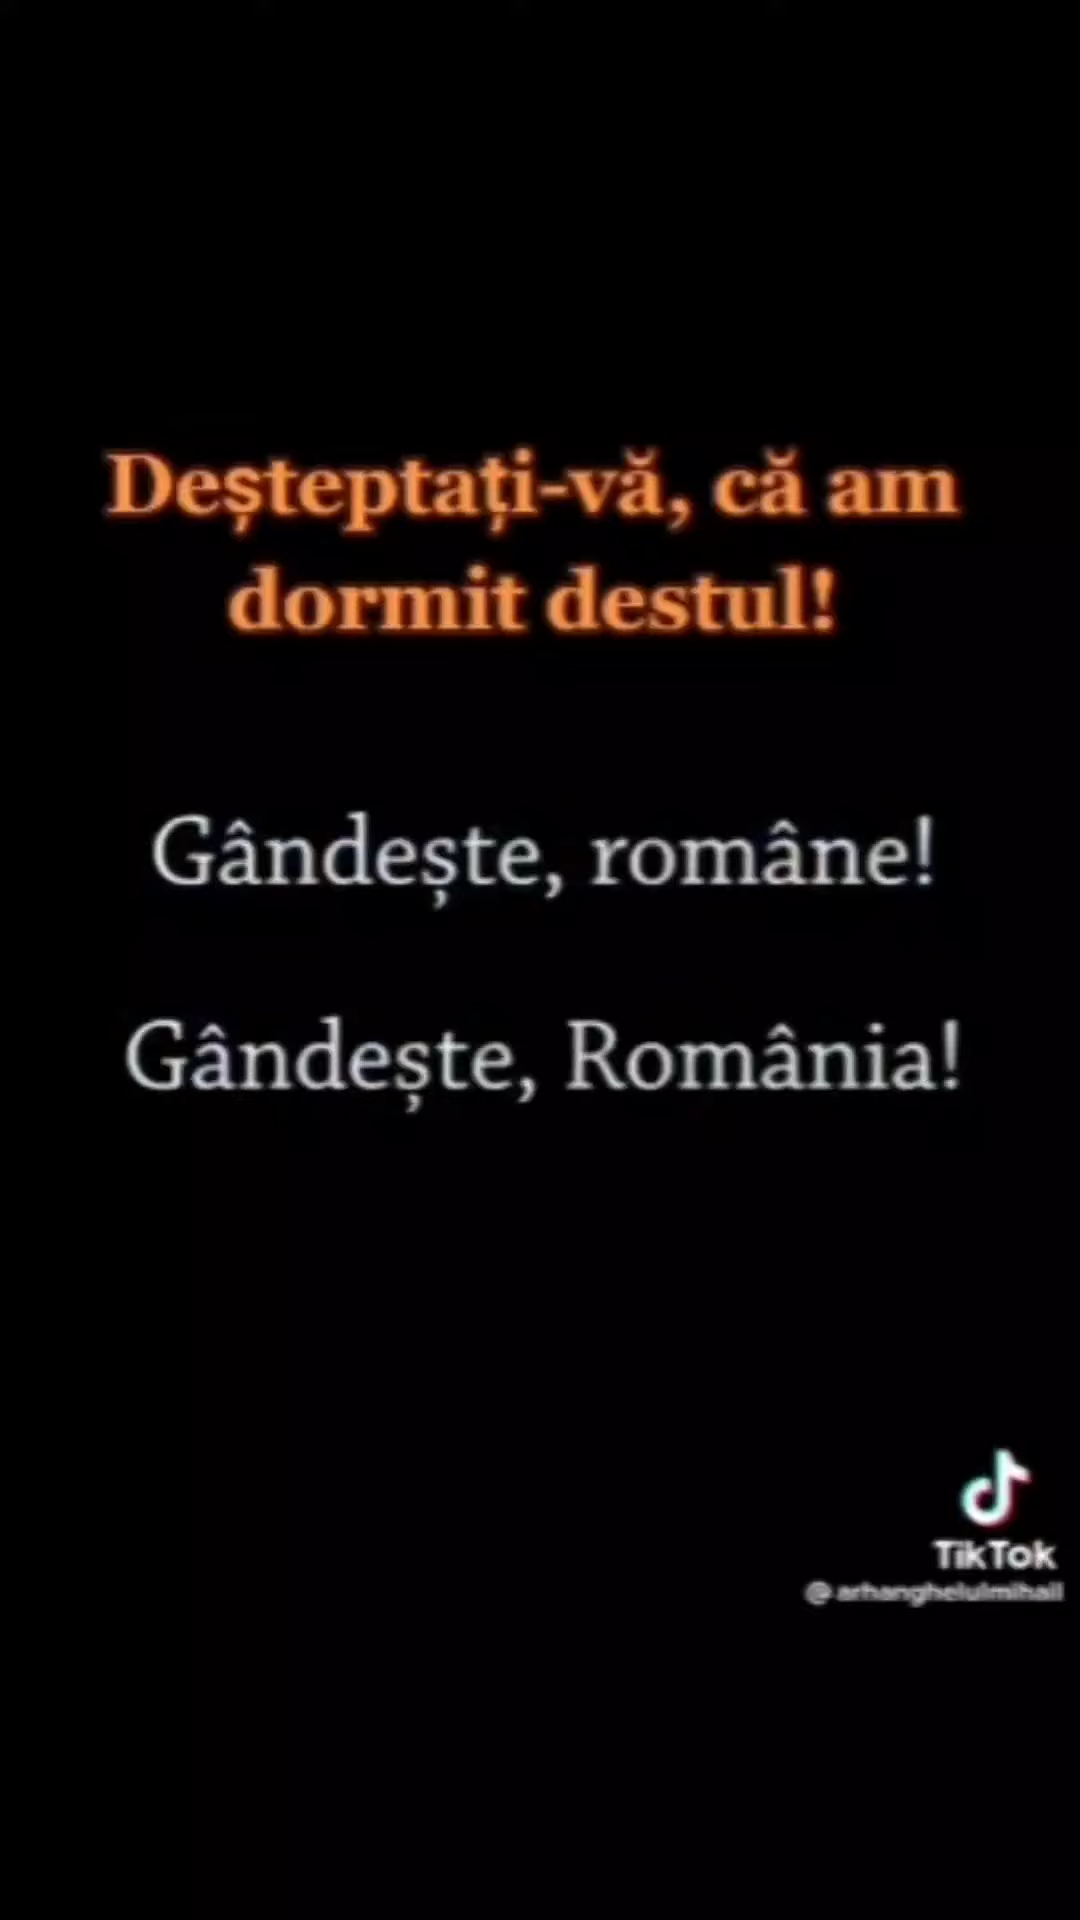 Deșteptați-vă, că am
dormit destul!
Gândește, române!
Gândește, România!
TikTok
@arhanghelulmihail